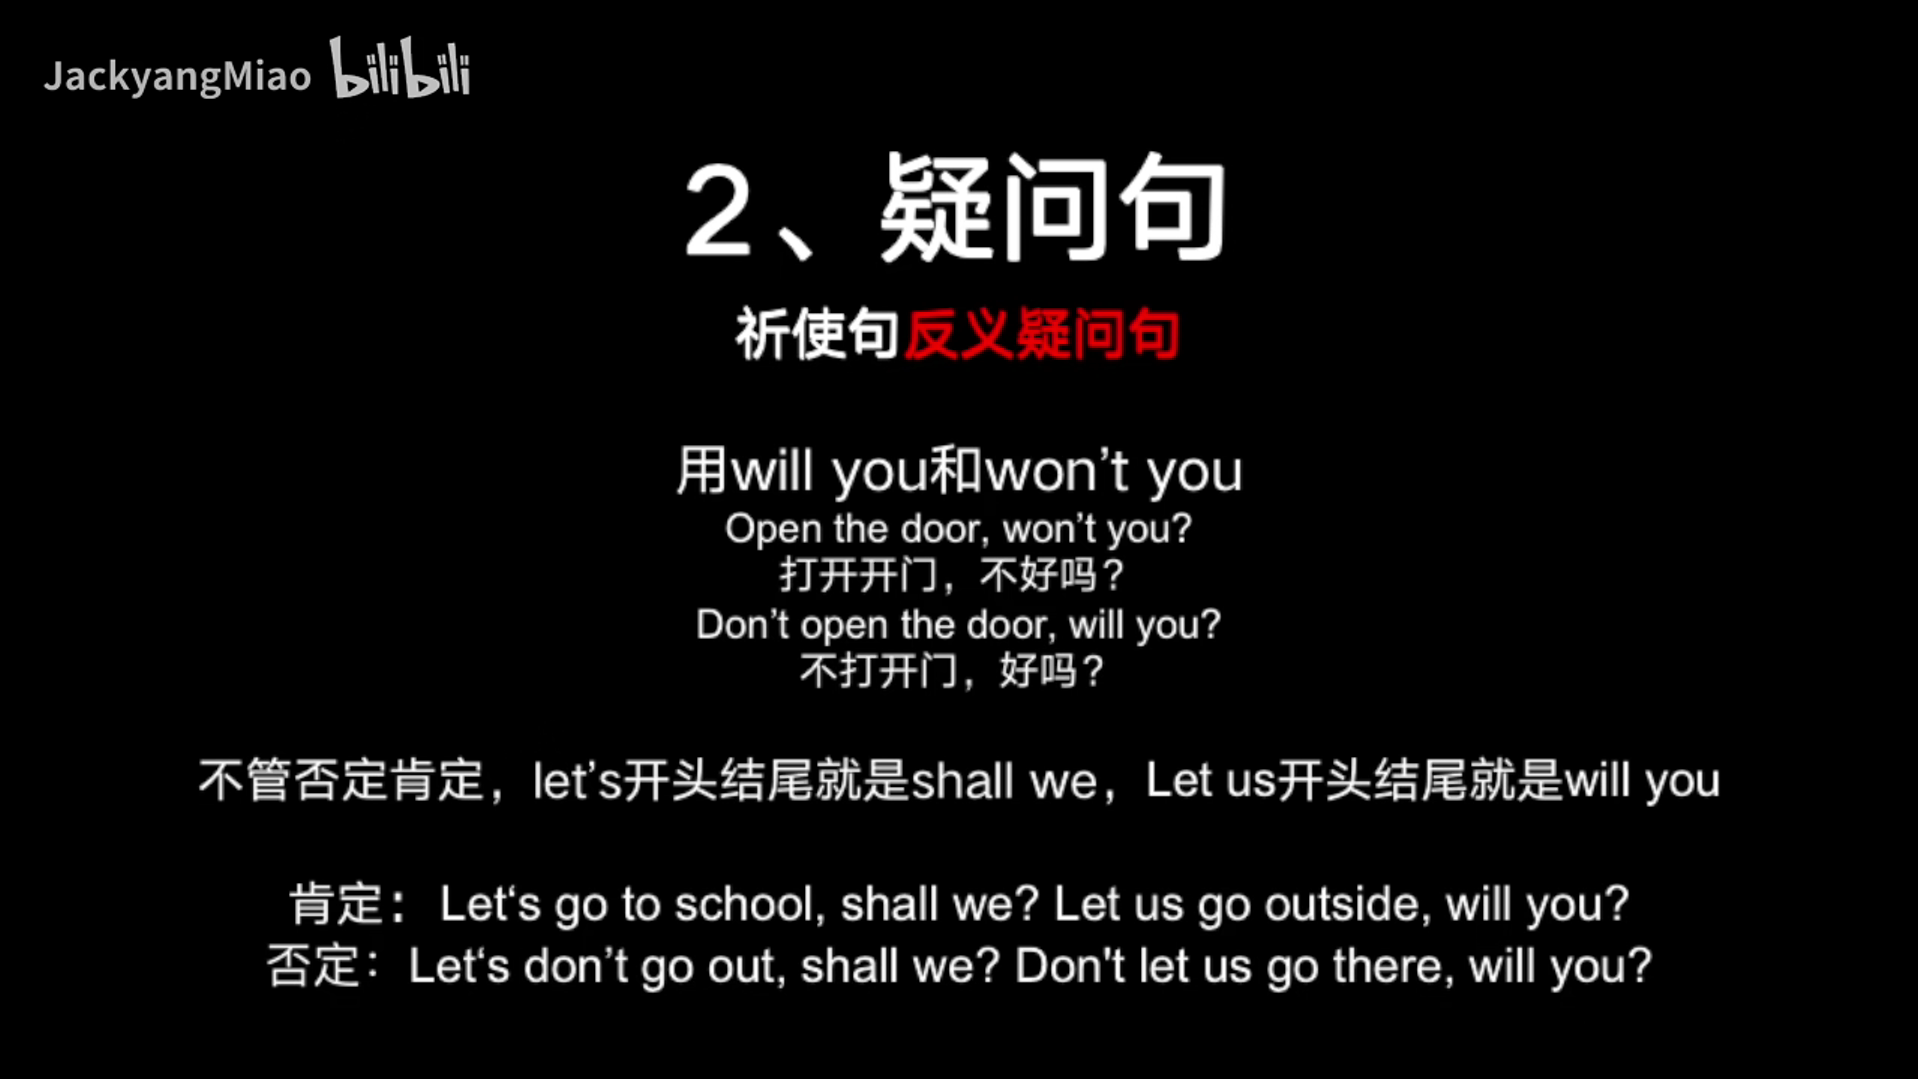 JackyangMiao bilibili
2、疑问句
祈使句反义疑问句
用will you和won’t you
Open the door, won’t you?
打开开门，不好吗？
Don’t open the door, will you?
不打开门，好吗？
不管否定肯定，let’s开头结尾就是shall we，Let us开头结尾就是will you
肯定：Let‘s go to school, shall we? Let us go outside, will you?
否定：Let‘s don’t go out, shall we? Don't let us go there, will you?